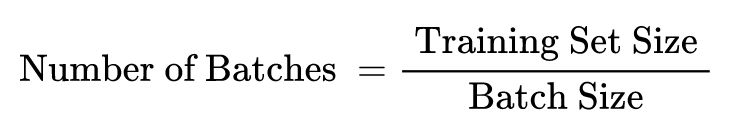 Number of Batches = Training Set Size
Batch Size